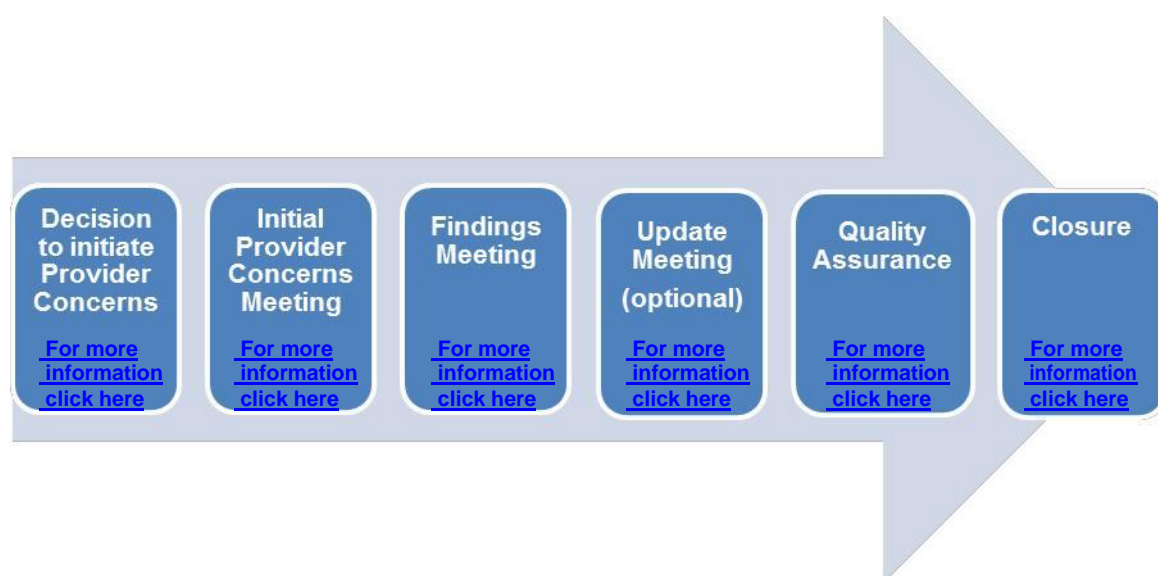 Decision
to initiate
Provider
Concerns
For more
information
click here
Initial
Provider
Concerns
Meeting
For more
information
click here
Findings
Meeting
For more
information
click here
Update
Meeting
(optional)
For more
information
click here
Quality
Assurance
For more
information
click here
Closure
For more
information
click here